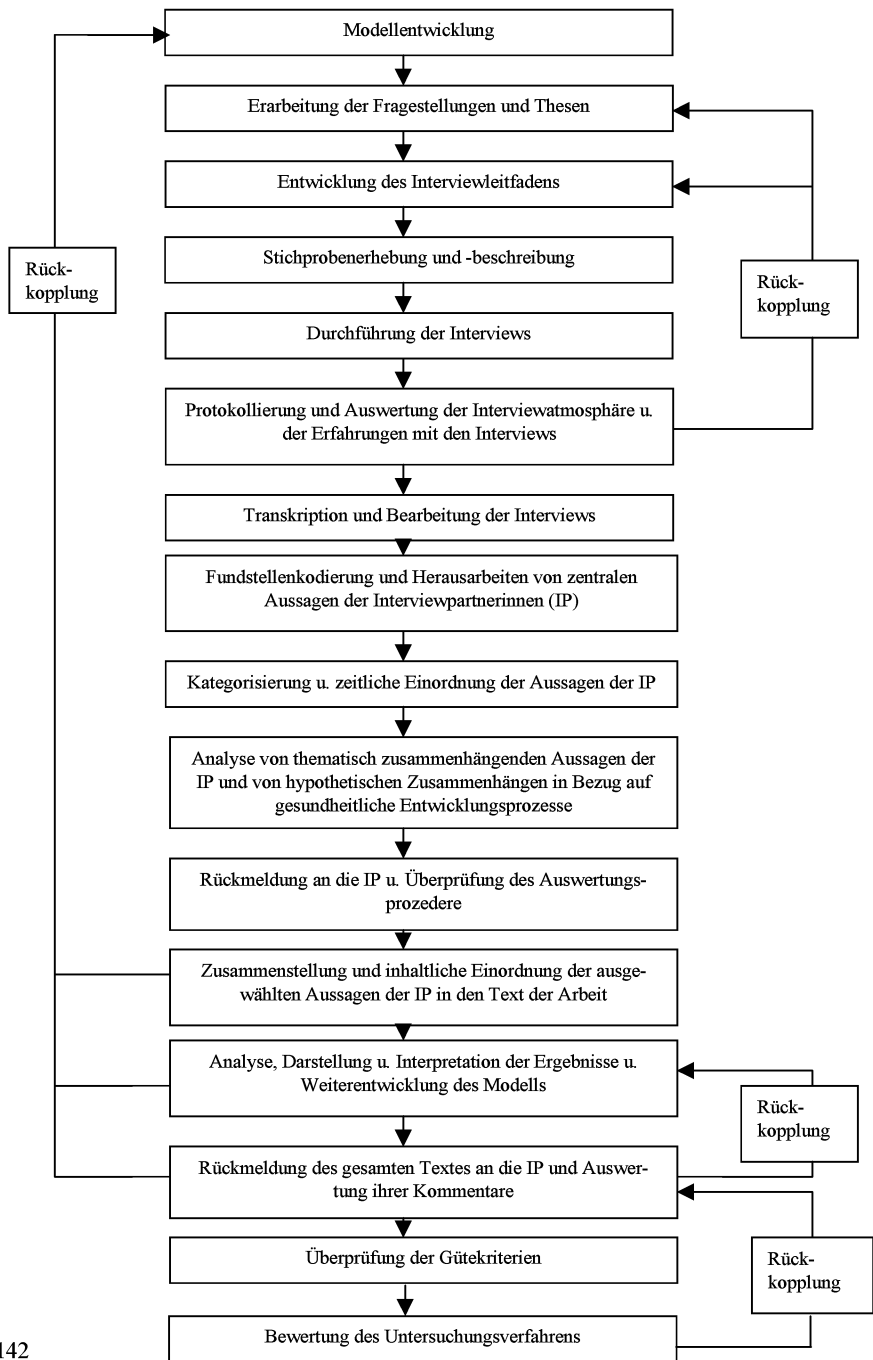 Modellentwicklung
Erarbeitung der Fragestellungen und Thesen
Entwicklung des Interviewleitfadens
Stichprobenerhebung und -beschreibung
Rück-
kopplung
Rück-
kopplung
Durchführung der Interviews
Protokollierung und Auswertung der Interviewatmosphäre u.
der Erfahrungen mit den Interviews
Transkription und Bearbeitung der Interviews
Fundstellenkodierung und Herausarbeiten von zentralen
Aussagen der Interviewpartnerinnen (IP)
Kategorisierung u. zeitliche Einordnung der Aussagen der IP
Analyse von thematisch zusammenhängenden Aussagen der
IP und von hypothetischen Zusammenhängen in Bezug auf
gesundheitliche Entwicklungsprozesse
Rückmeldung an die IP u. Überprüfung des Auswertungs-
prozedere
Zusammenstellung und inhaltliche Einordnung der ausge-
wählten Aussagen der IP in den Text der Arbeit
Analyse, Darstellung u. Interpretation der Ergebnisse u.
Weiterentwicklung des Modells
Rück-
kopplung
Rückmeldung des gesamten Textes an die IP und Auswer-
tung ihrer Kommentare
Überprüfung der Gütekriterien
Rück-
kopplung
Bewertung des Untersuchungsverfahrens
142